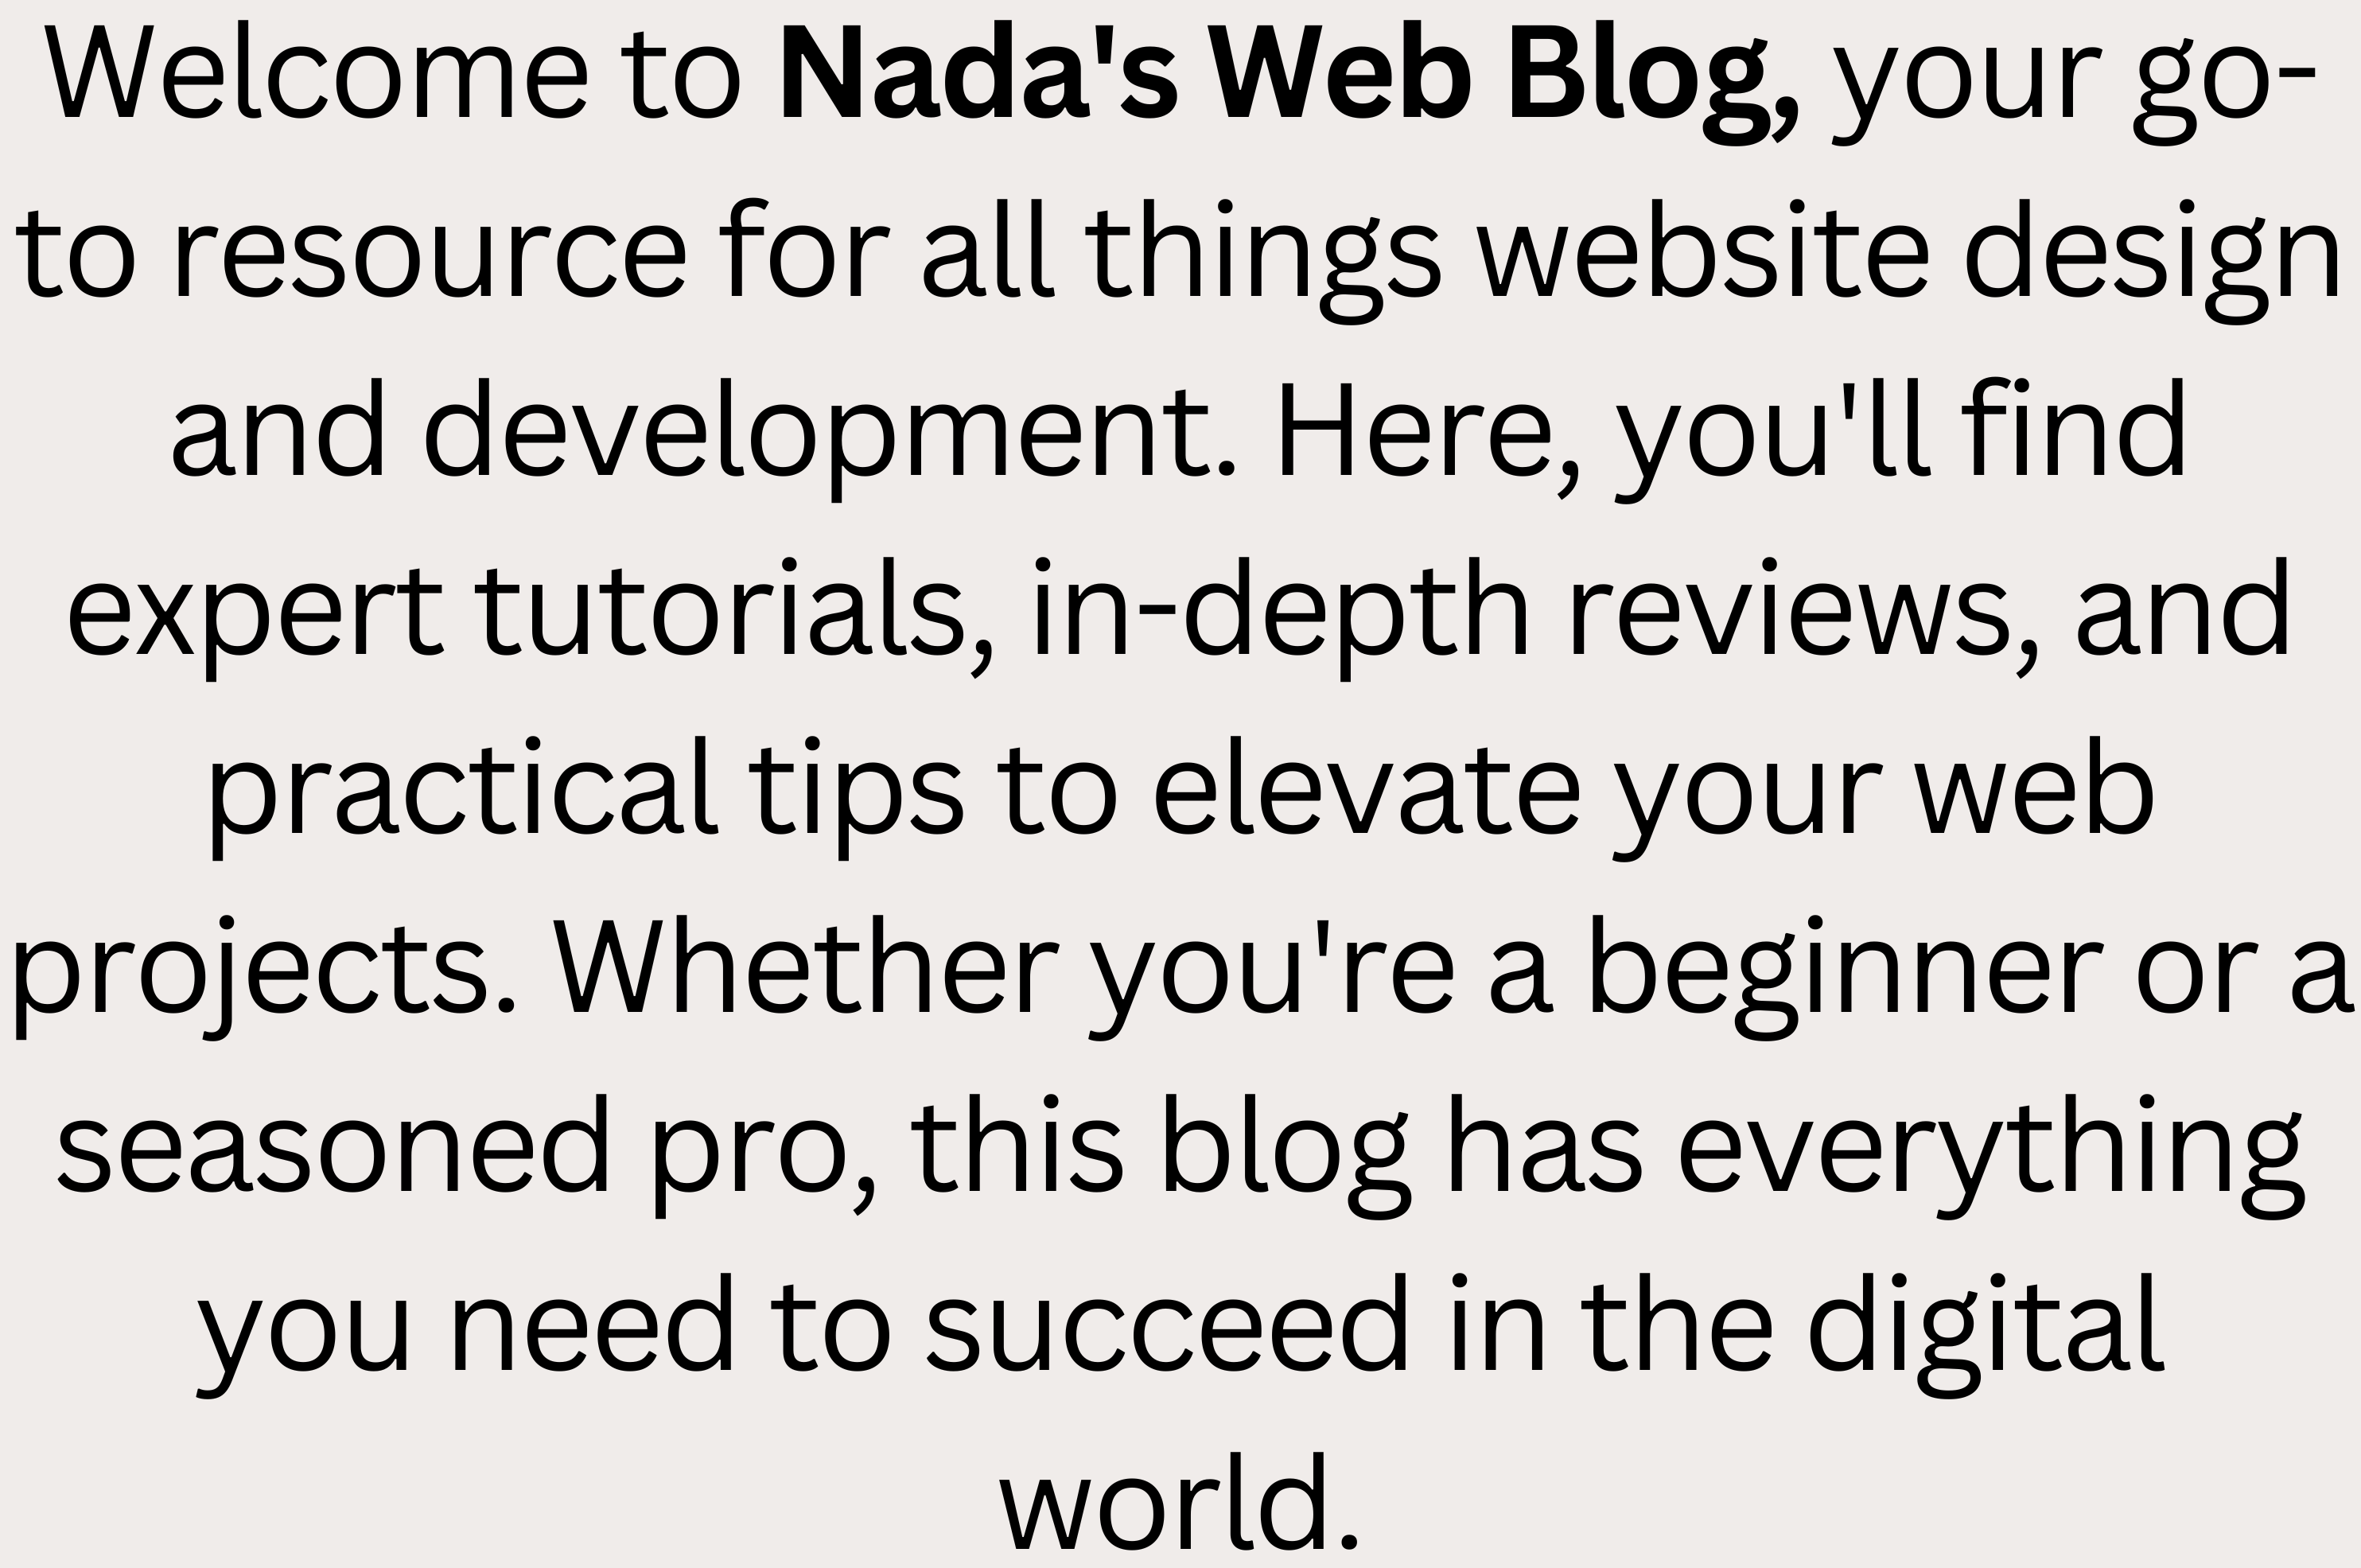 Welcome to Nada's Web Blog, your go-
to resource for all things website design
and development. Here, you'll find
expert tutorials, in-depth reviews, and
practical tips to elevate your web
projects. Whether you're a beginner or a
seasoned pro, this blog has everything
you need to succeed in the digital
world.